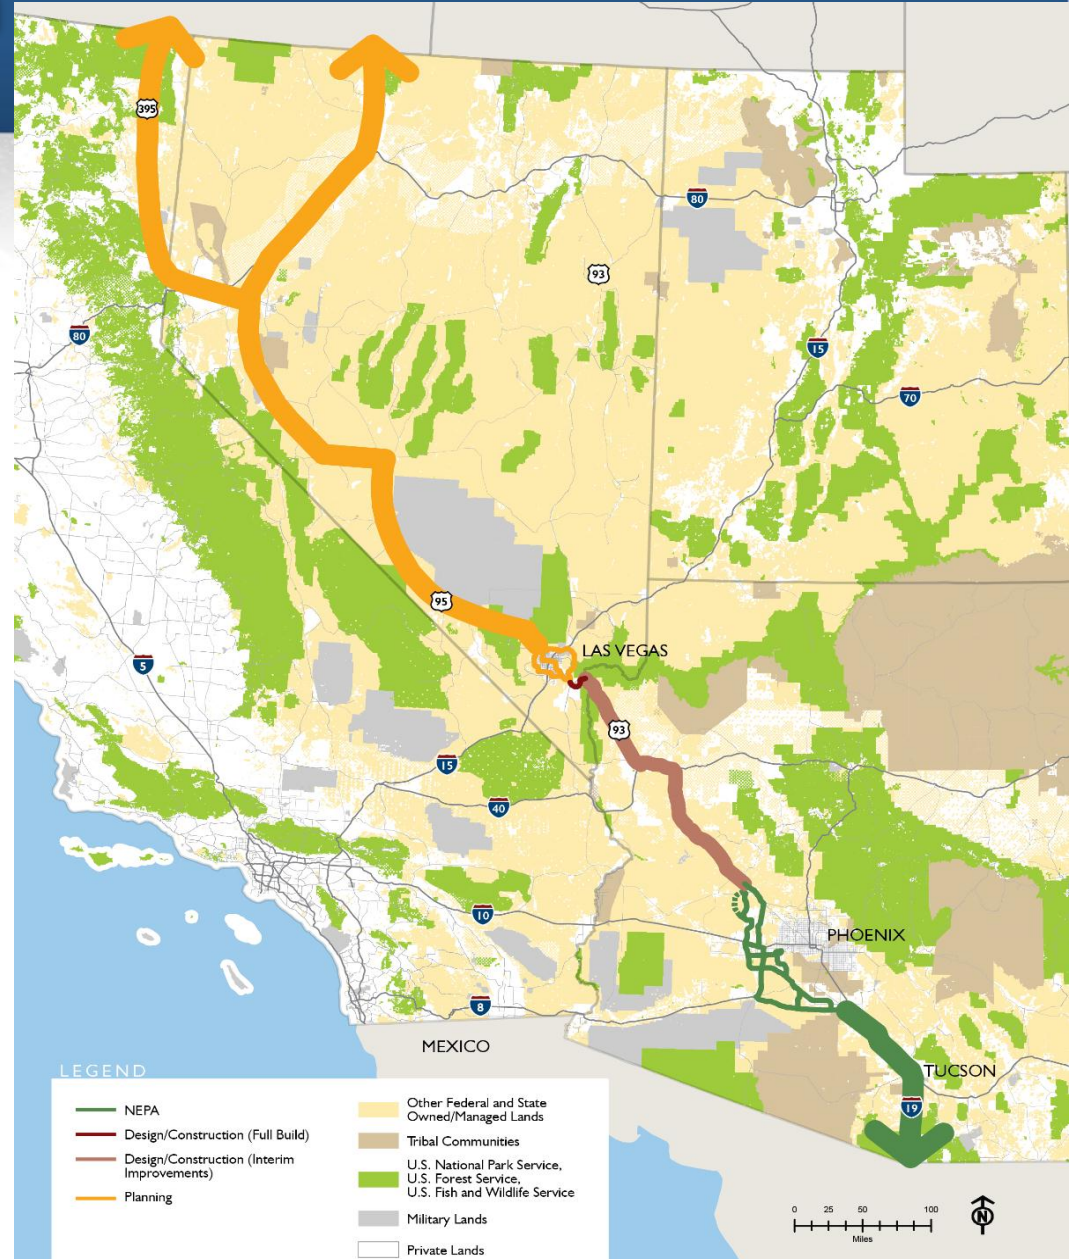 395
80
93
80
15
70
95
5
LAS VEGAS
93
15
40
10
PHOENIX
8
MEXICO
TUCSON
19
LEGEND
NEPA
Design/Construction (Full Build)
Design/Construction (Interim
Improvements)
Planning
Other Federal and State
Owned/Managed Lands
Tribal Communities
U.S. National Park Service,
U.S. Forest Service,
U.S. Fish and Wildlife Service
Military Lands
Private Lands
0 25 50 100
Miles
N